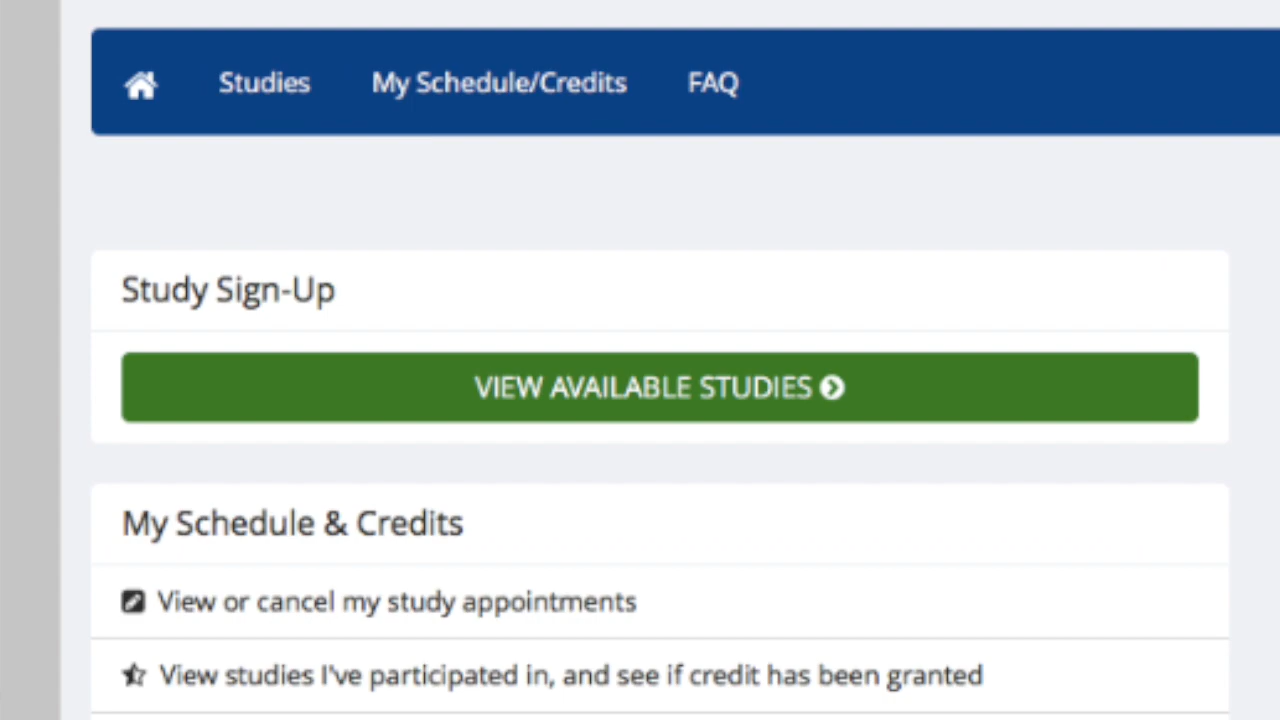 Studies My Schedule/Credits FAQ
Study Sign-Up
VIEW AVAILABLE STUDIES
My Schedule & Credits
View or cancel my study appointments
View studies I've participated in, and see if credit has been granted